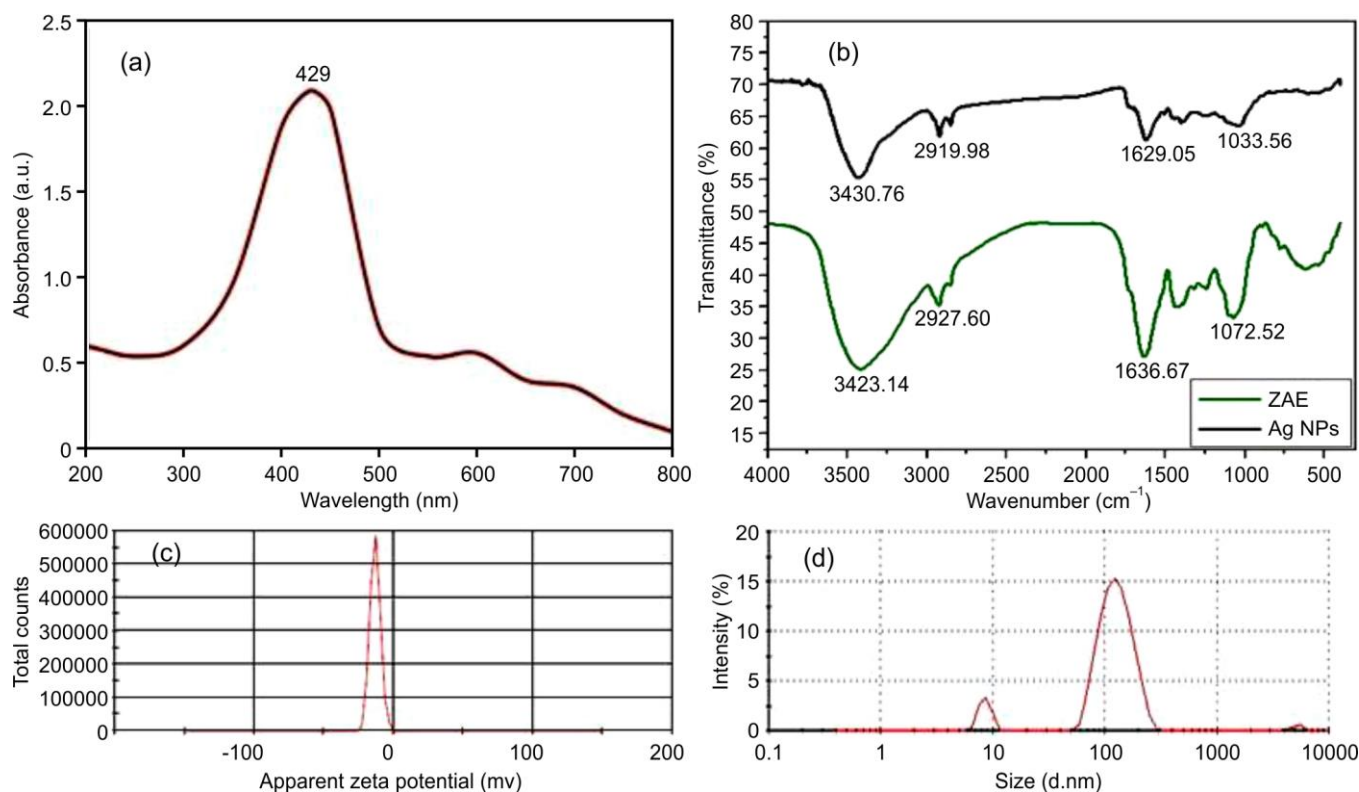 (a)
429
2.5
2.0
1.5
1.0
0.5
0
Absorbance (a.u.)
200 300 400 500 600 700 800
Wavelength (nm)
(b)
80
75
70
65
60
55
50
45
40
35
30
25
20
15
Transmittance (%)
3430.76
2919.98
1629.05
1033.56
3423.14
2927.60
1636.67
1072.52
ZAE
Ag NPs
4000 3500 3000 2500 2000 1500 1000 500
Wavenumber (cm⁻¹)
(c)
600000
500000
400000
300000
200000
100000
0
Total counts
-100 0 100 200
Apparent zeta potential (mv)
(d)
20
15
10
5
0
Intensity (%)
0.1 1 10 100 1000 10000
Size (d.nm)